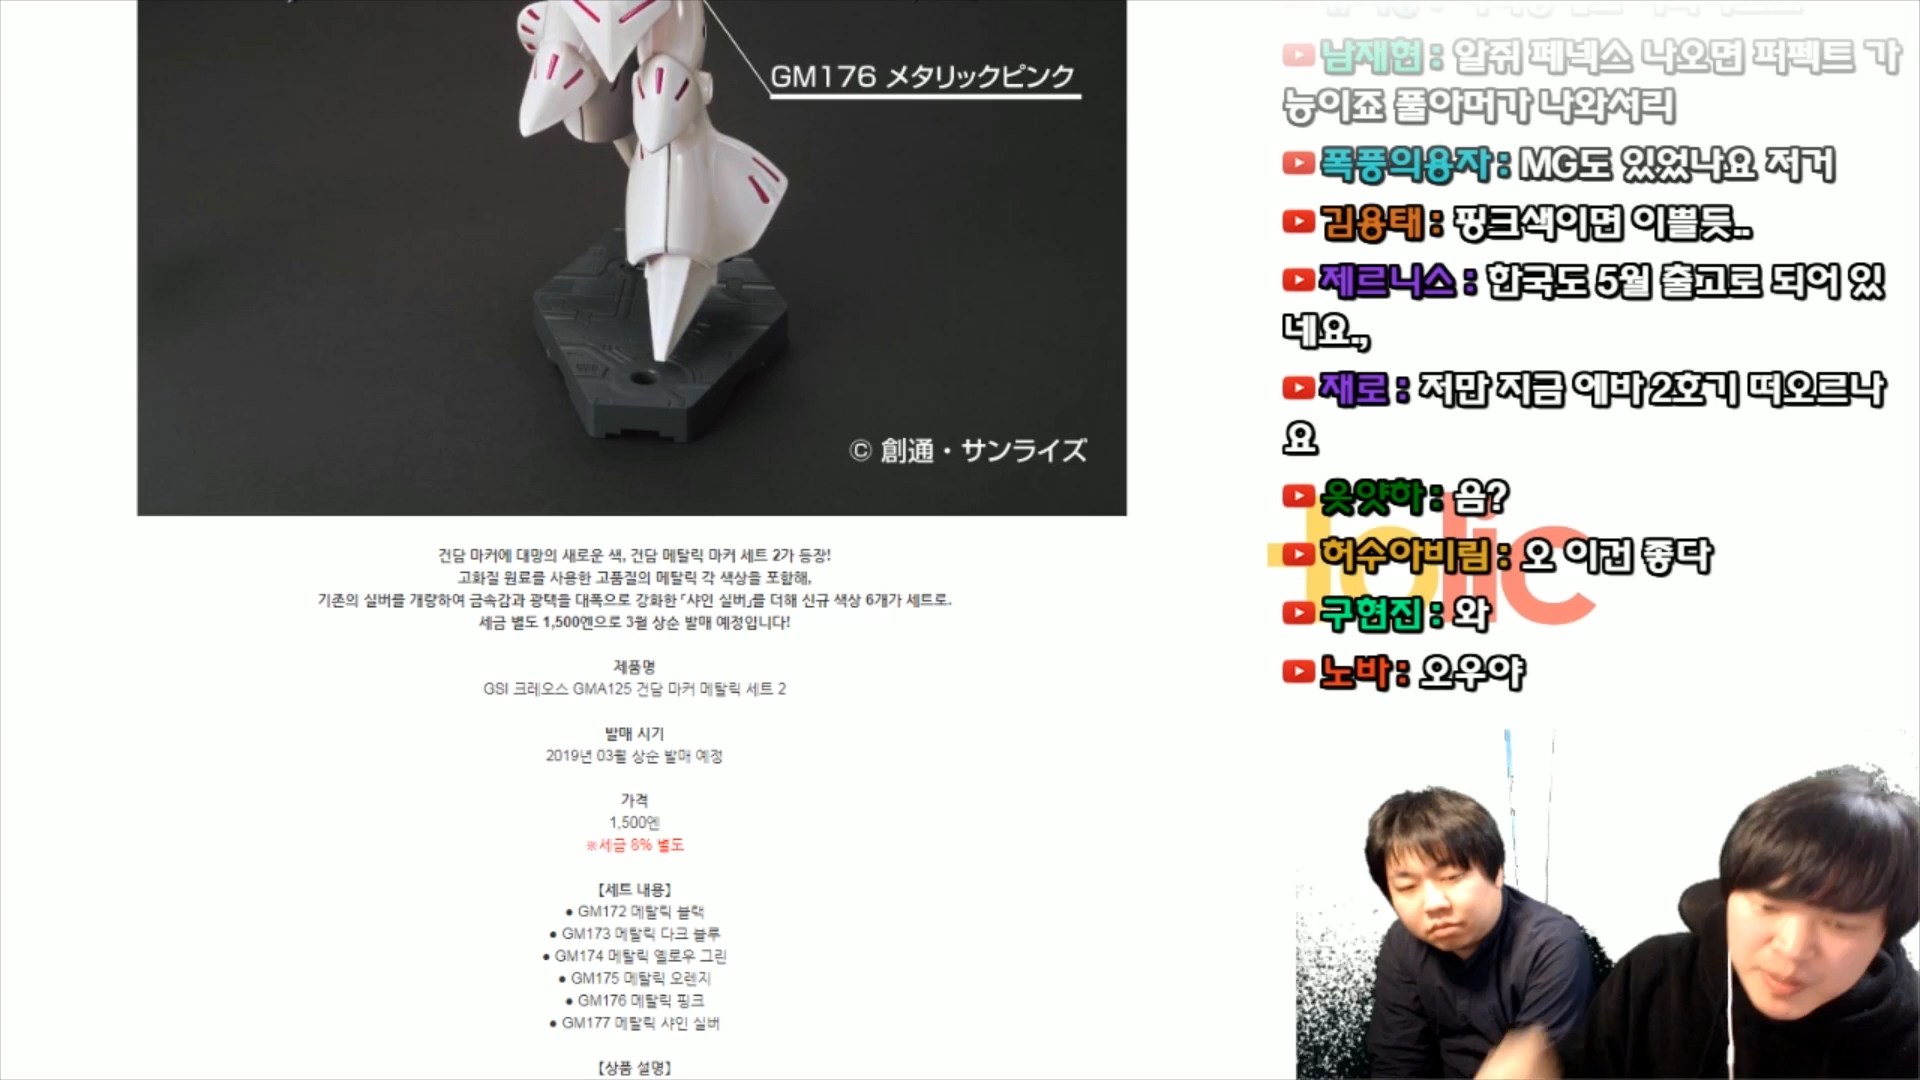 GM176 メタリックピンク
© 創通・サンライズ
건담 마커에 대망의 새로운 색, 건담 메탈릭 마커 세트 2가 등장!
고화질 원료를 사용한 고품질의 메탈릭 각 색상을 포함해,
기존의 실버를 개량하여 금속감과 광택을 대폭으로 강화한 「샤인 실버」를 더해 신규 색상 6개가 세트로.
세금 별도 1,500엔으로 3월 상순 발매 예정입니다!
제품명
GSI 크레오스 GMA125 건담 마커 메탈릭 세트 2
발매 시기
2019년 03월 상순 발매 예정
가격
1,500엔
※세금 8% 별도
【세트 내용】
● GM172 메탈릭 블랙
● GM173 메탈릭 다크 블루
● GM174 메탈릭 옐로우 그린
● GM175 메탈릭 오렌지
● GM176 메탈릭 핑크
● GM177 메탈릭 샤인 실버
【상품 설명】
남재현 : 알쥐 페넥스 나오면 퍼펙트 가
능이죠 풀아머가 나와서리
폭풍의용자 : MG도 있었나요 저거
김용태 : 핑크색이면 이쁠듯..
제르니스 : 한국도 5월 출고로 되어 있
네요.,
재로 : 저만 지금 에바 2호기 떠오르나
요
옷얏하 : 음?
허수아비림 : 오 이건 좋다
구현진 : 와
노바 : 오우야